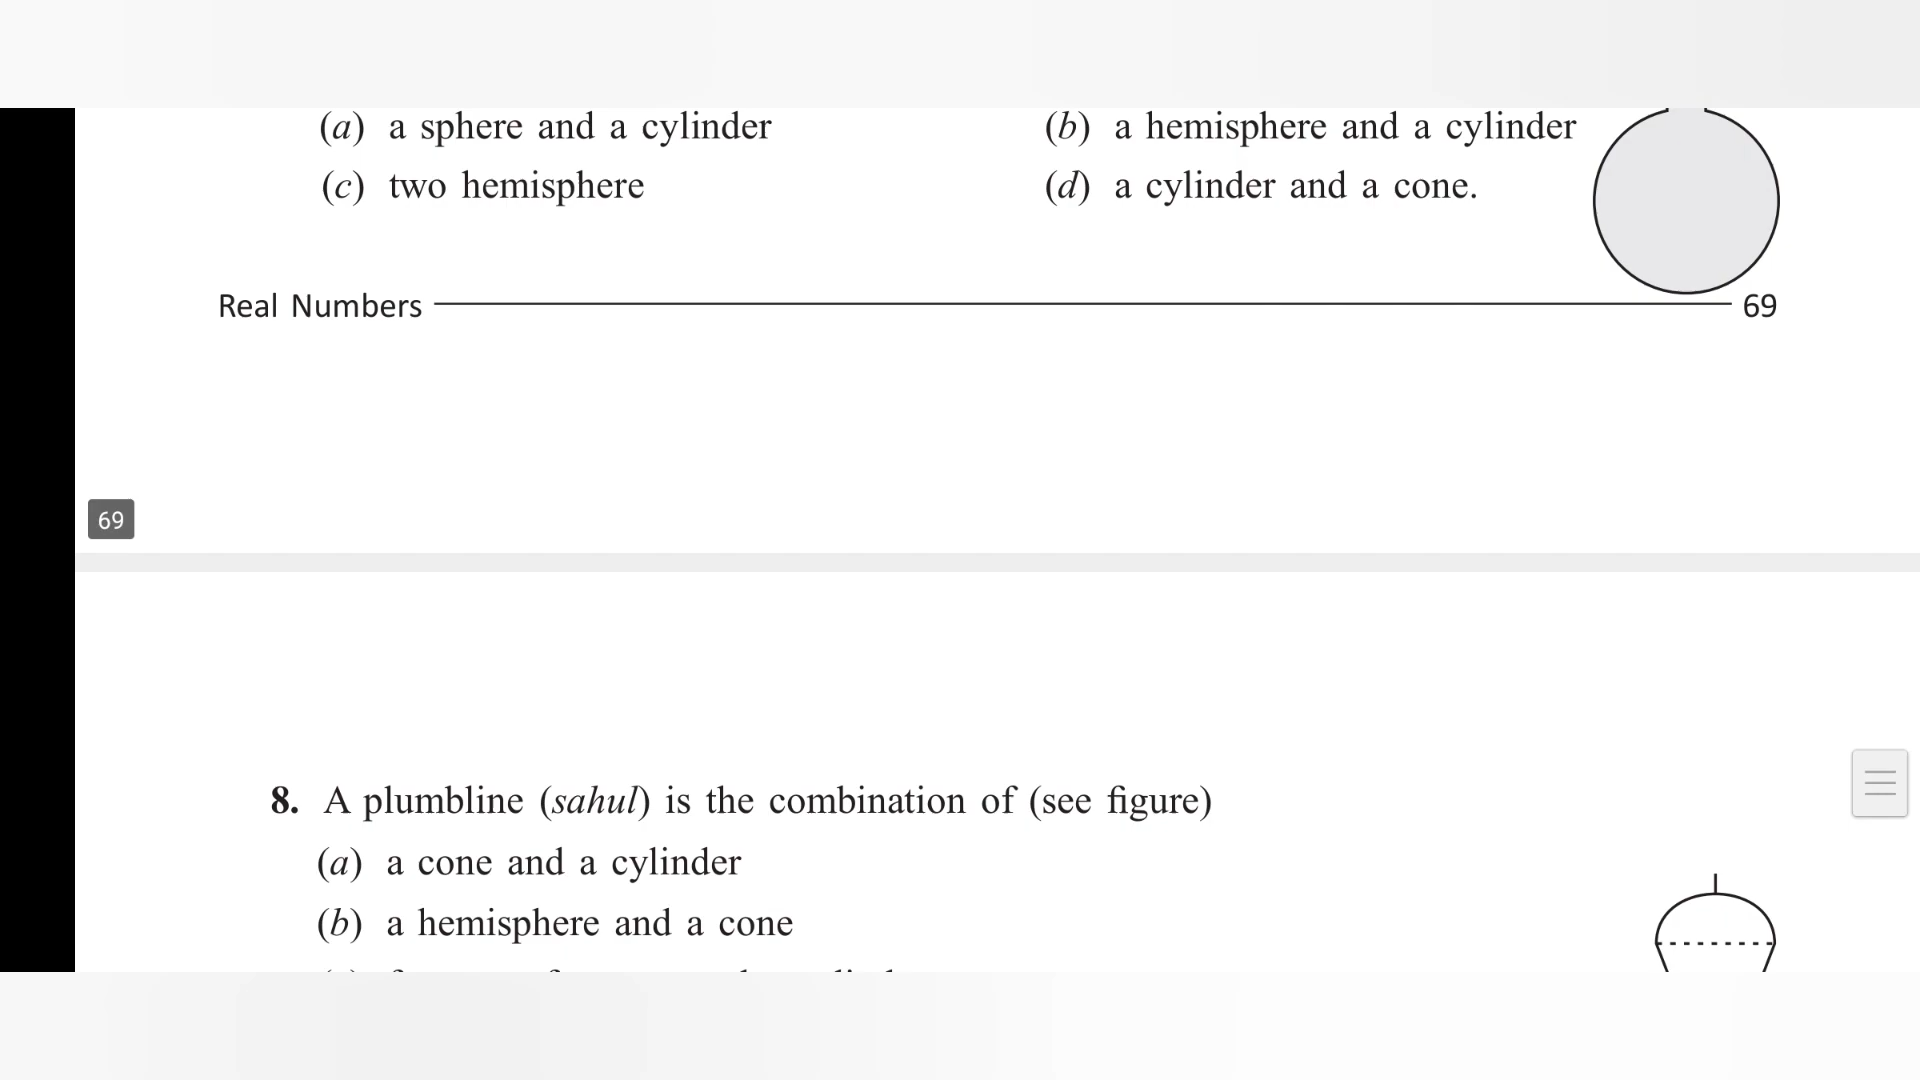 (a) a sphere and a cylinder (b) a hemisphere and a cylinder
(c) two hemisphere (d) a cylinder and a cone.
Real Numbers 69
69
8. A plumbline (sahul) is the combination of (see figure)
(a) a cone and a cylinder
(b) a hemisphere and a cone